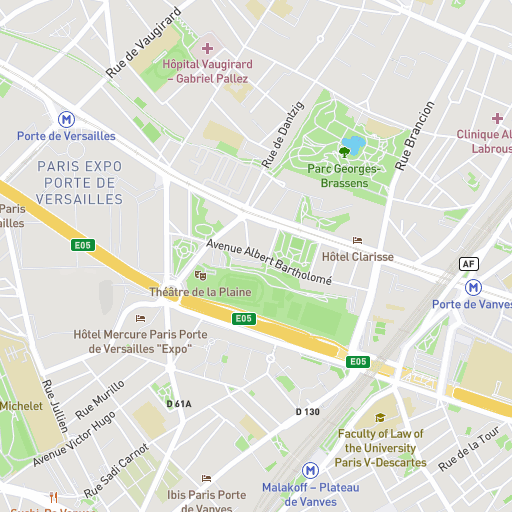 Rue de Vaugirard
Hôpital Vaugirard
– Gabriel Pallez
Porte de Versailles
Rue de Dantzig
Rue Brancion
Clinique Al
Labrous
PARIS EXPO
PORTE DE
VERSAILLES
Parc Georges-
Brassens
Paris
sailles
E05
Avenue Albert Bartholomé
Hôtel Clarisse
AF
Théâtre de la Plaine
Porte de Vanves
E05
Hôtel Mercure Paris Porte
de Versailles "Expo"
E05
Rue Murillo
Rue Julien
Michelet
D 61A
D 130
Avenue Victor Hugo
Faculty of Law of
the University
Paris V-Descartes
Rue de la Tour
Rue Sadi Carnot
Malakoff – Plateau
de Vanves
Ibis Paris Porte
de Vanves